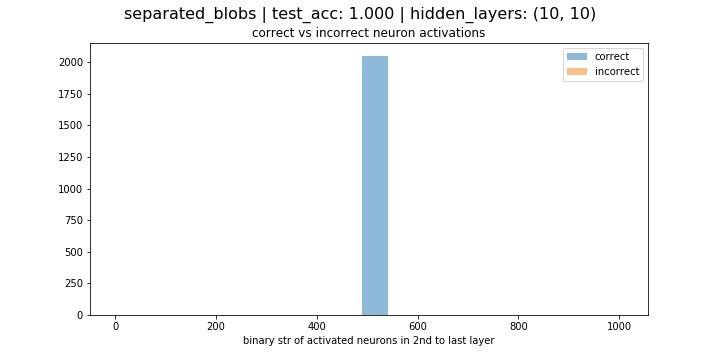 separated_blobs | test_acc: 1.000 | hidden_layers: (10, 10)
correct vs incorrect neuron activations
correct
incorrect
2000
1750
1500
1250
1000
750
500
250
0
0 200 400 600 800 1000
binary str of activated neurons in 2nd to last layer